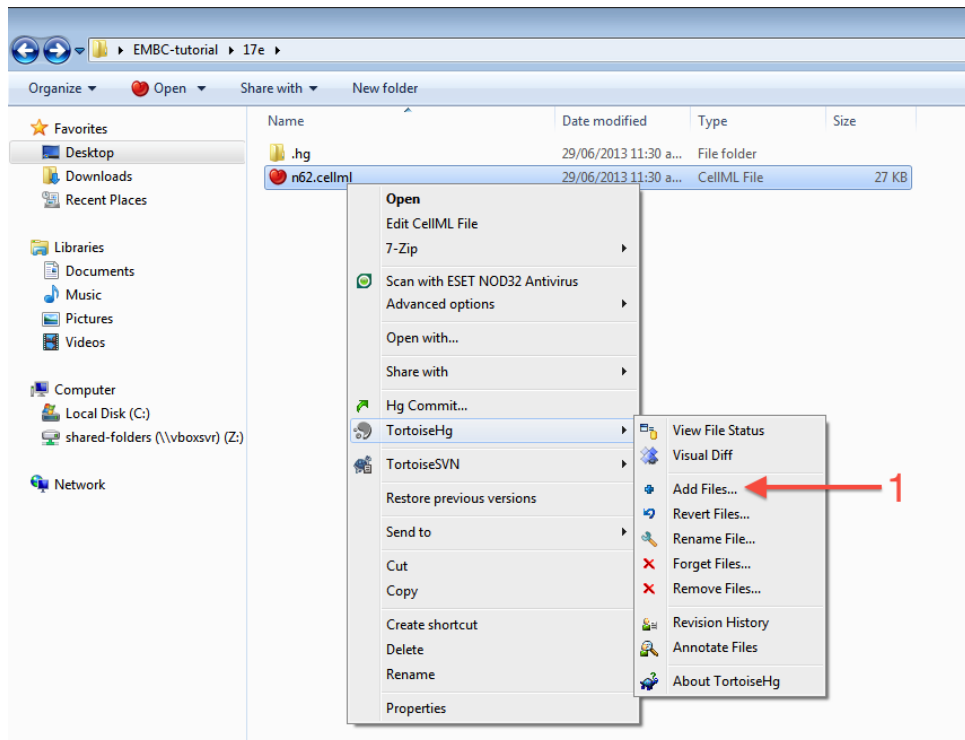 EMBC-tutorial 17e
Organize Open Share with New folder
Name Date modified Type Size
Favorites
Desktop
Downloads
Recent Places
Libraries
Documents
Music
Pictures
Videos
Computer
Local Disk (C:)
shared-folders (\\vboxsvr) (Z:)
Network
.hg 29/06/2013 11:30 a... File folder
n62.cellml 29/06/2013 11:30 a... CellML File 27 KB
Open
Edit CellML File
7-Zip
Scan with ESET NOD32 Antivirus
Advanced options
Open with...
Share with
Hg Commit...
TortoiseHg
TortoiseSVN
Restore previous versions
Send to
Cut
Copy
Create shortcut
Delete
Rename
Properties
View File Status
Visual Diff
Add Files... 1
Revert Files...
Rename File...
Forget Files...
Remove Files...
Revision History
Annotate Files
About TortoiseHg